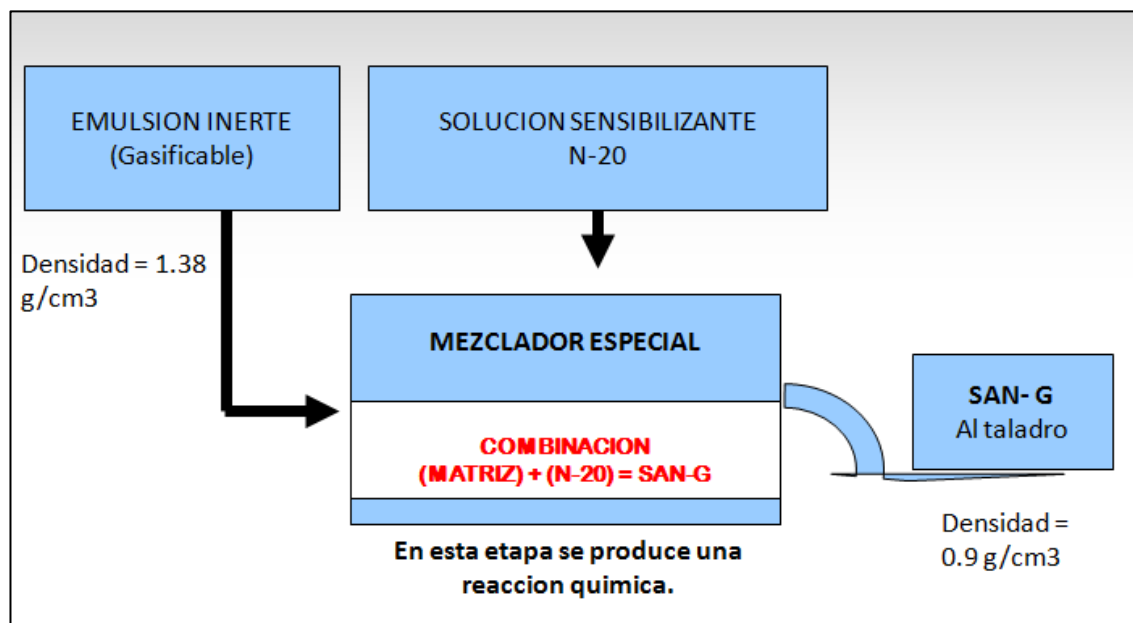 EMULSION INERTE
(Gasificable)
SOLUCION SENSIBILIZANTE
N-20
Densidad = 1.38
g/cm3
MEZCLADOR ESPECIAL
COMBINACION
(MATRIZ) + (N-20) = SAN-G
En esta etapa se produce una
reaccion quimica.
SAN- G
Al taladro
Densidad =
0.9 g/cm3